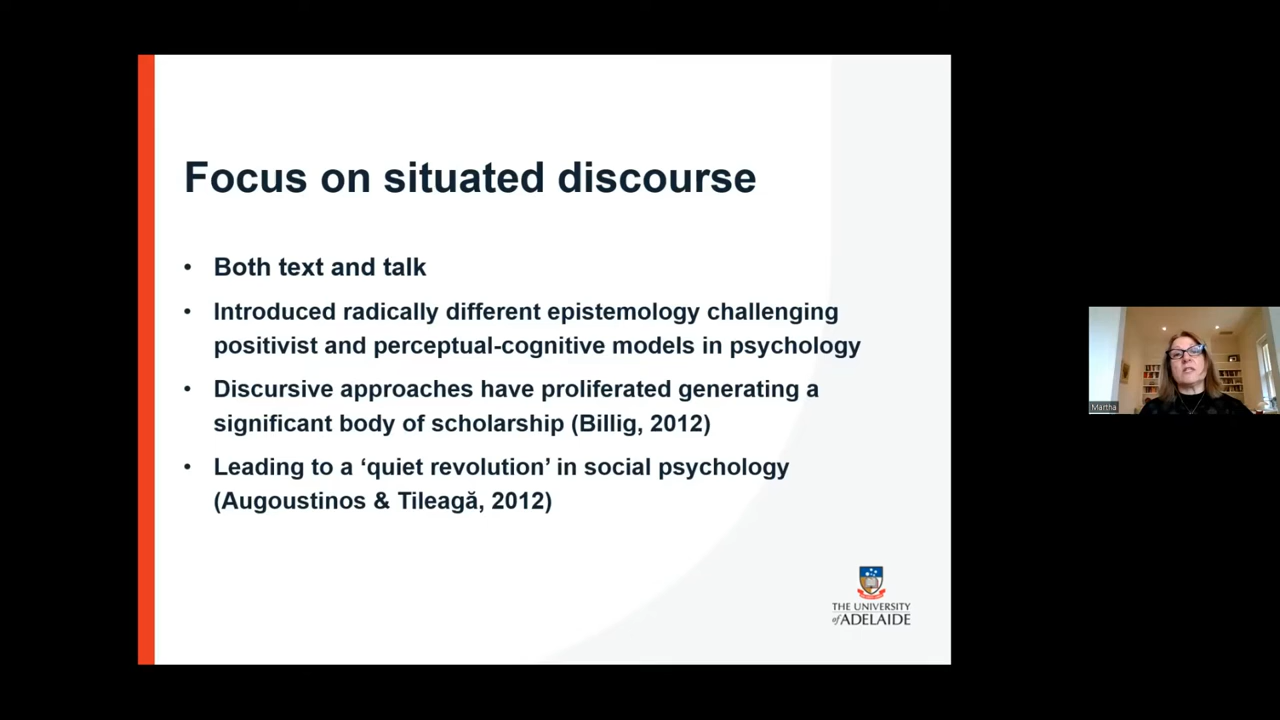 Focus on situated discourse
• Both text and talk
• Introduced radically different epistemology challenging
positivist and perceptual-cognitive models in psychology
• Discursive approaches have proliferated generating a
significant body of scholarship (Billig, 2012)
• Leading to a ‘quiet revolution’ in social psychology
(Augoustinos & Tileagă, 2012)
THE UNIVERSITY
of ADELAIDE
Martha